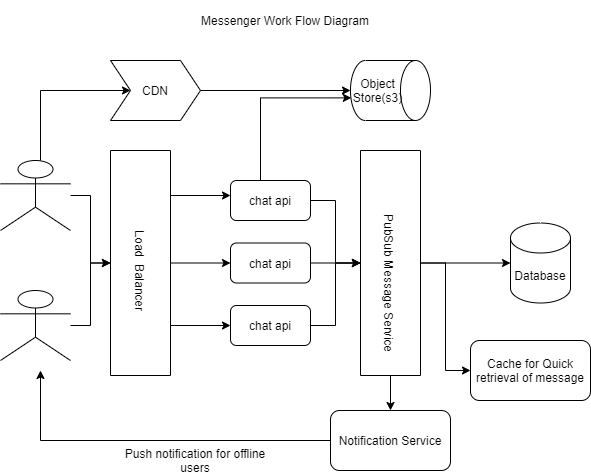 Messenger Work Flow Diagram
CDN
Object
Store(s3)
Load Balancer
chat api
chat api
chat api
PubSub Message Service
Database
Cache for Quick
retrieval of message
Notification Service
Push notification for offline
users